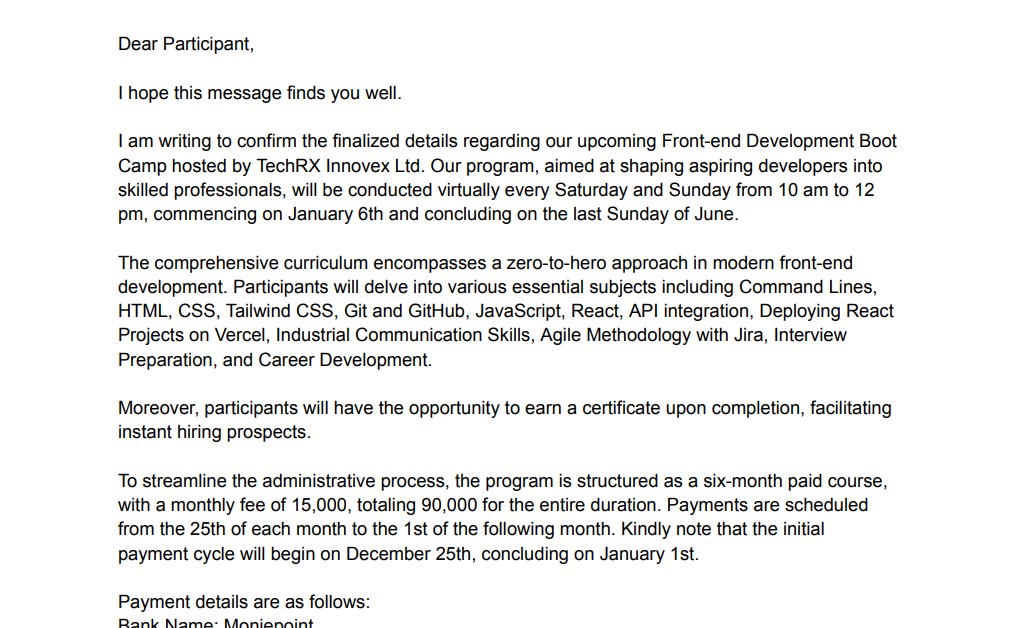 Dear Participant,
I hope this message finds you well.
I am writing to confirm the finalized details regarding our upcoming Front-end Development Boot
Camp hosted by TechRX Innovex Ltd. Our program, aimed at shaping aspiring developers into
skilled professionals, will be conducted virtually every Saturday and Sunday from 10 am to 12
pm, commencing on January 6th and concluding on the last Sunday of June.
The comprehensive curriculum encompasses a zero-to-hero approach in modern front-end
development. Participants will delve into various essential subjects including Command Lines,
HTML, CSS, Tailwind CSS, Git and GitHub, JavaScript, React, API integration, Deploying React
Projects on Vercel, Industrial Communication Skills, Agile Methodology with Jira, Interview
Preparation, and Career Development.
Moreover, participants will have the opportunity to earn a certificate upon completion, facilitating
instant hiring prospects.
To streamline the administrative process, the program is structured as a six-month paid course,
with a monthly fee of 15,000, totaling 90,000 for the entire duration. Payments are scheduled
from the 25th of each month to the 1st of the following month. Kindly note that the initial
payment cycle will begin on December 25th, concluding on January 1st.
Payment details are as follows:
Bank Name: Moniepoint